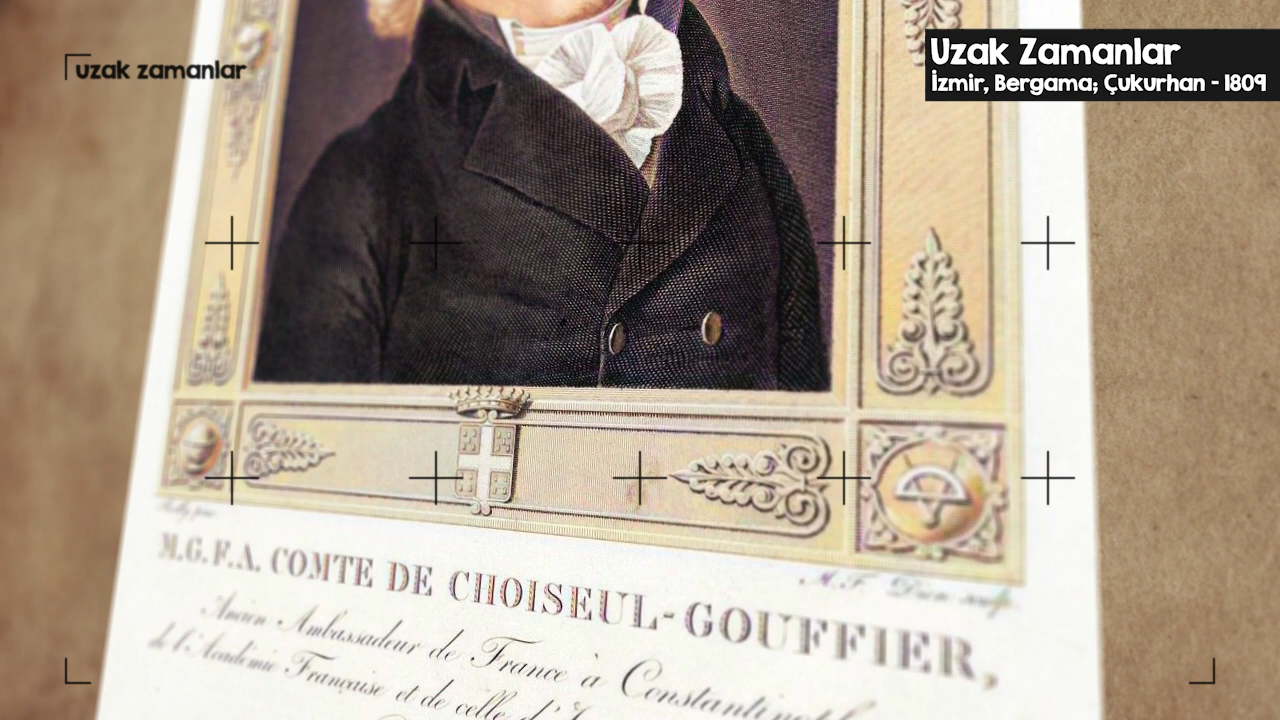 uzak zamanlar
Uzak Zamanlar
İzmir, Bergama; Çukurhan - 1809
M.G.F.A. COMTE DE CHOISEUL-GOUFFIER,
Ancien Ambassadeur de France à
de l'Académie Française et de celle